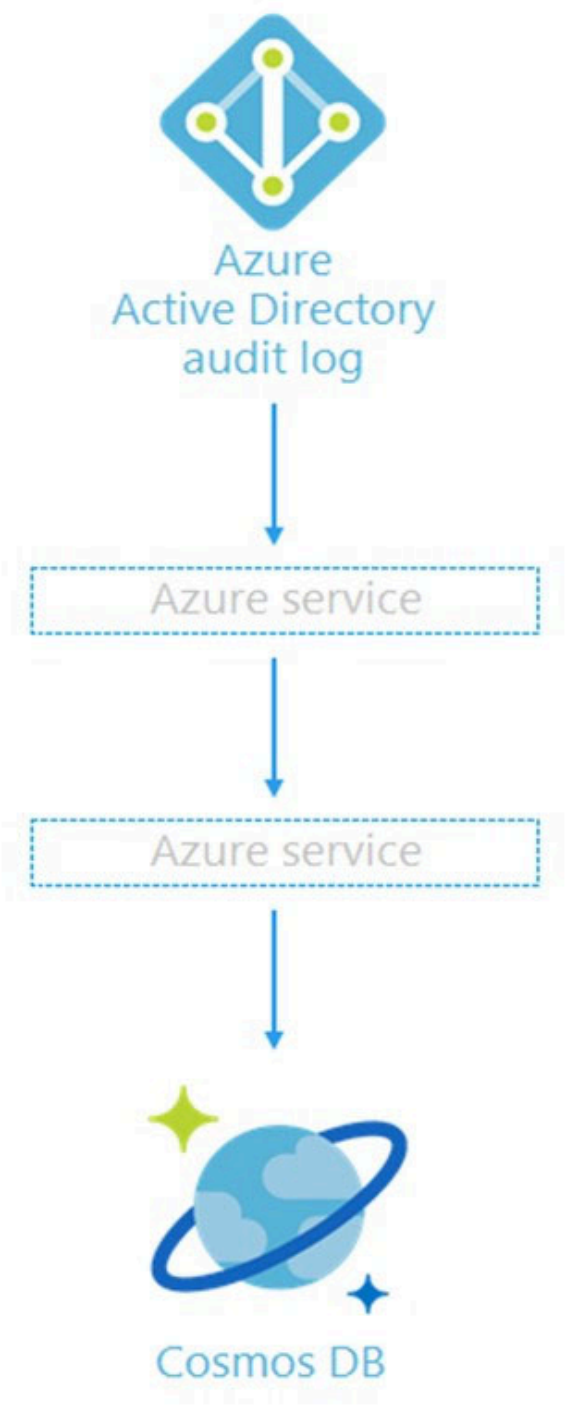 Azure
Active Directory
audit log
Azure service
Azure service
Cosmos DB